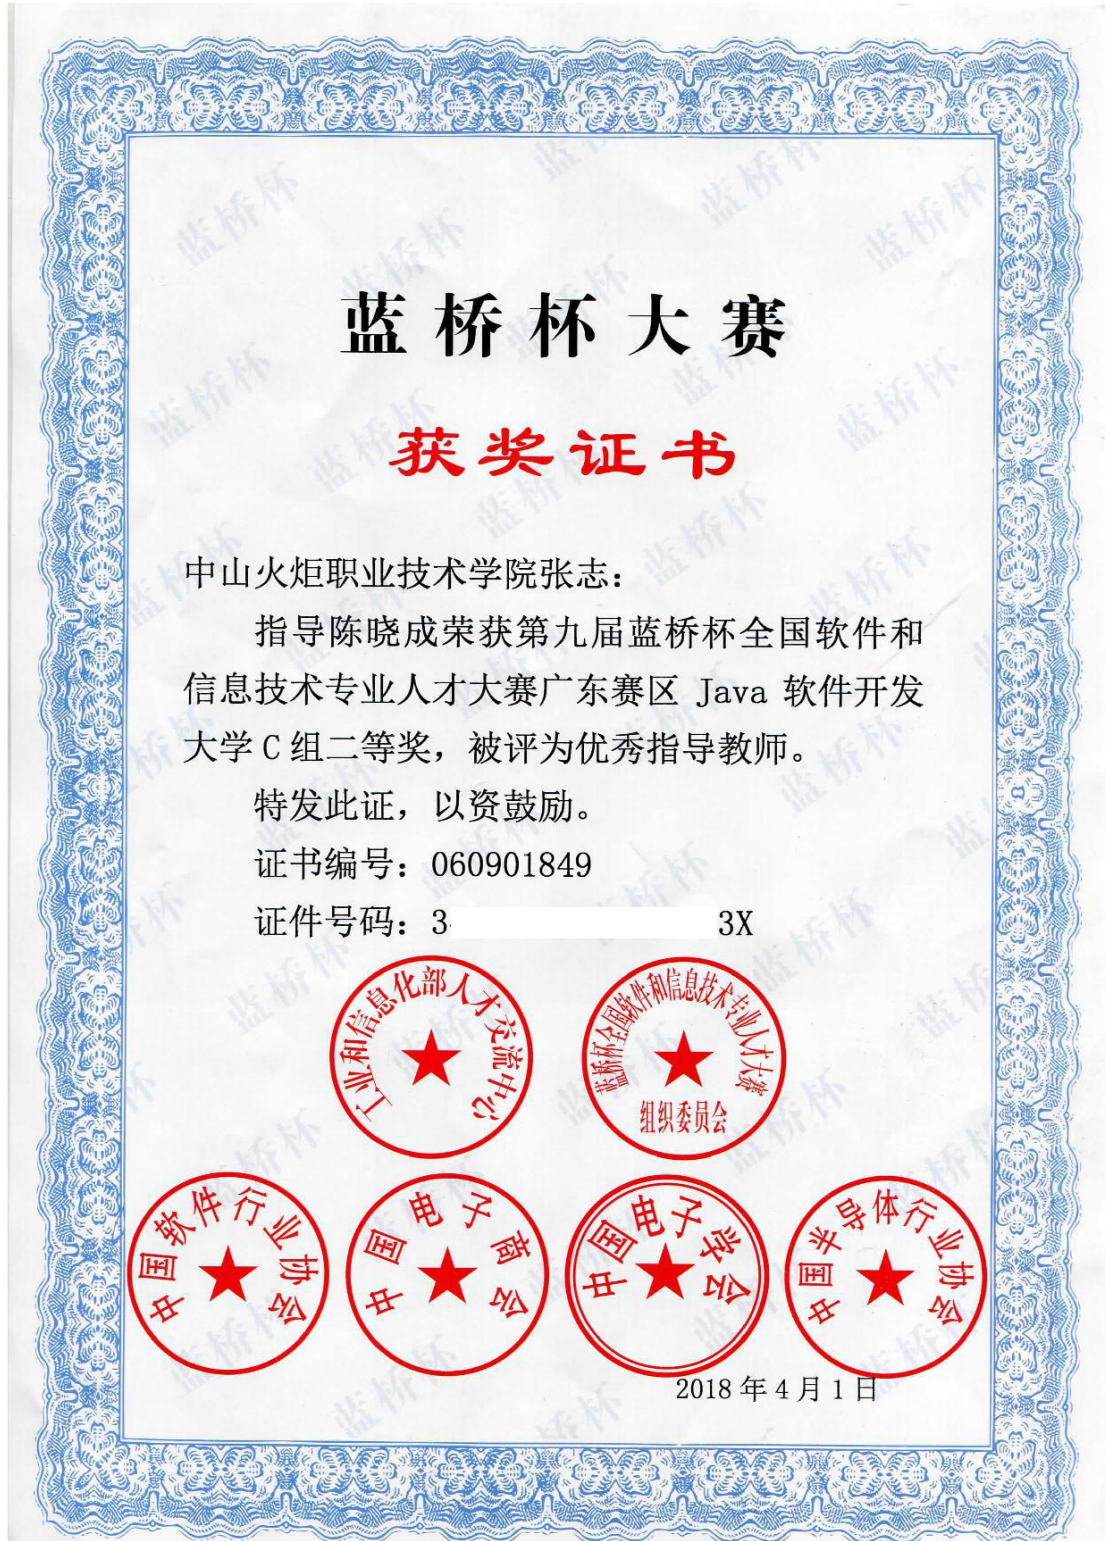 蓝桥杯大赛
获奖证书
中山火炬职业技术学院张志：
指导陈晓成荣获第九届蓝桥杯全国软件和
信息技术专业人才大赛广东赛区 Java 软件开发
大学 C 组二等奖，被评为优秀指导教师。
特发此证，以资鼓励。
证书编号：060901849
证件号码：3 3X
工业和信息化部人才交流中心
蓝桥杯全国软件和信息技术专业人才大赛
组织委员会
中国软件行业协会
中国电子商会
中国电子学会
中国半导体行业协会
2018 年 4 月 1 日